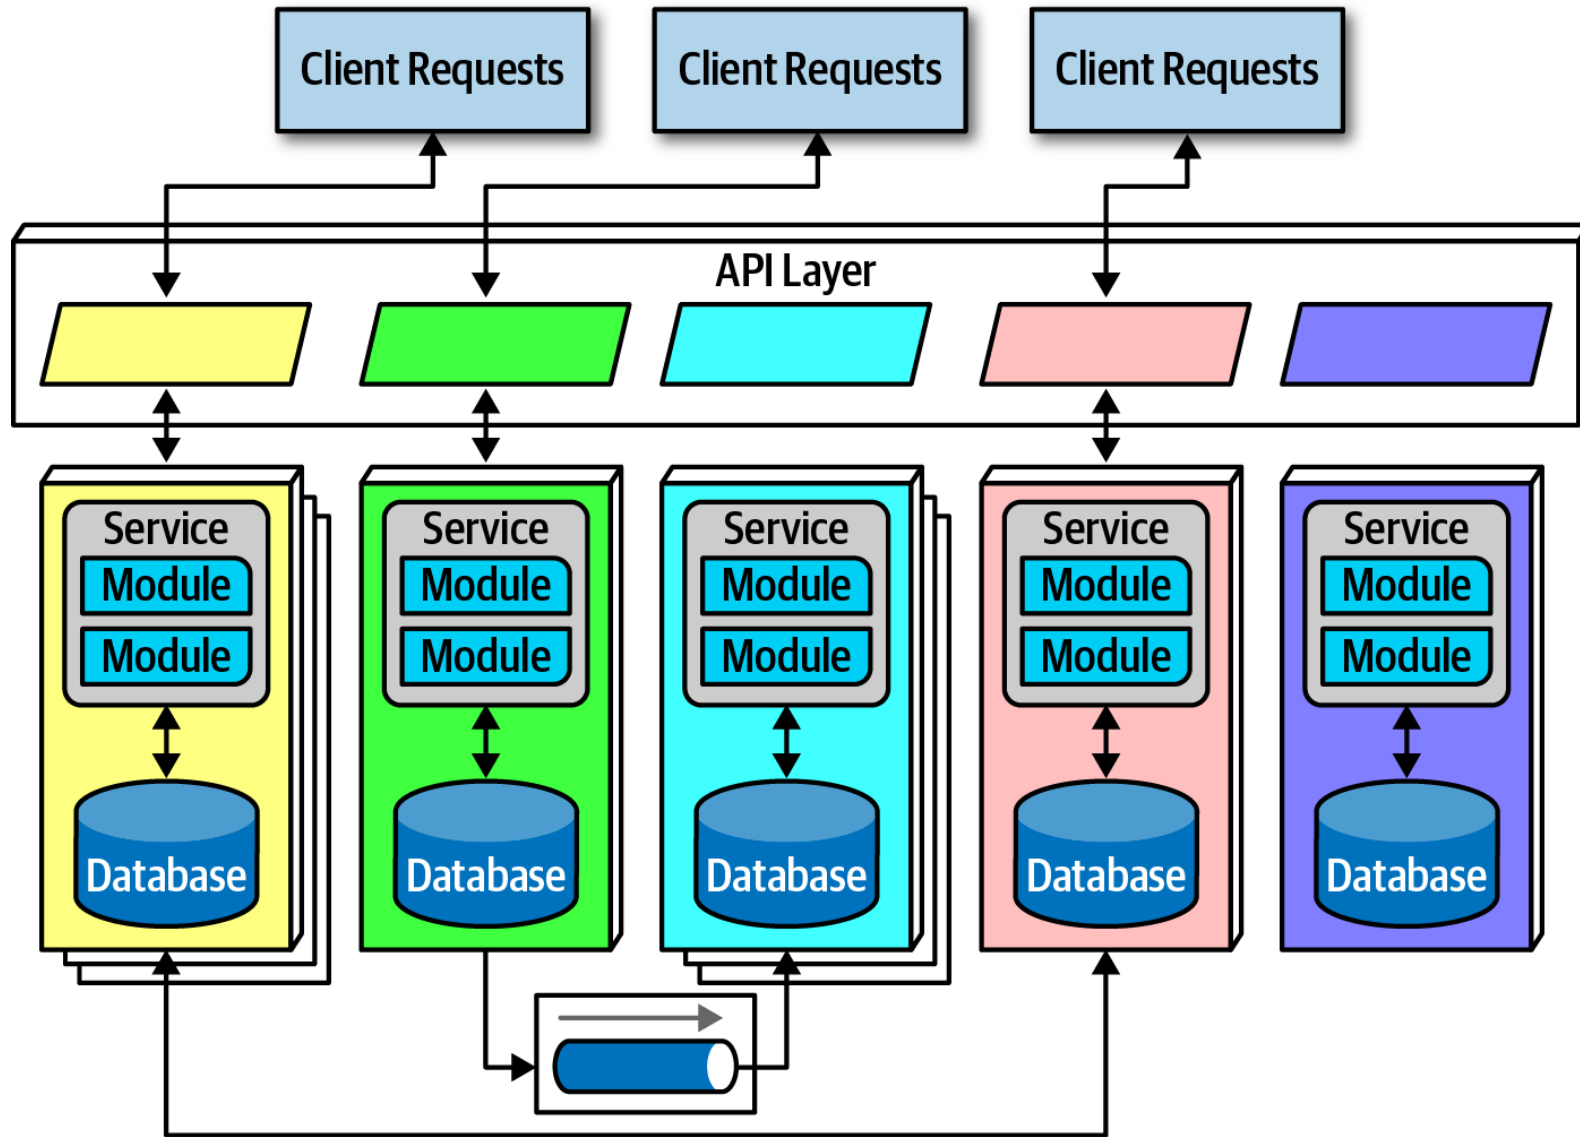 Client Requests
Client Requests
Client Requests
API Layer
Service
Module
Module
Database
Service
Module
Module
Database
Service
Module
Module
Database
Service
Module
Module
Database
Service
Module
Module
Database